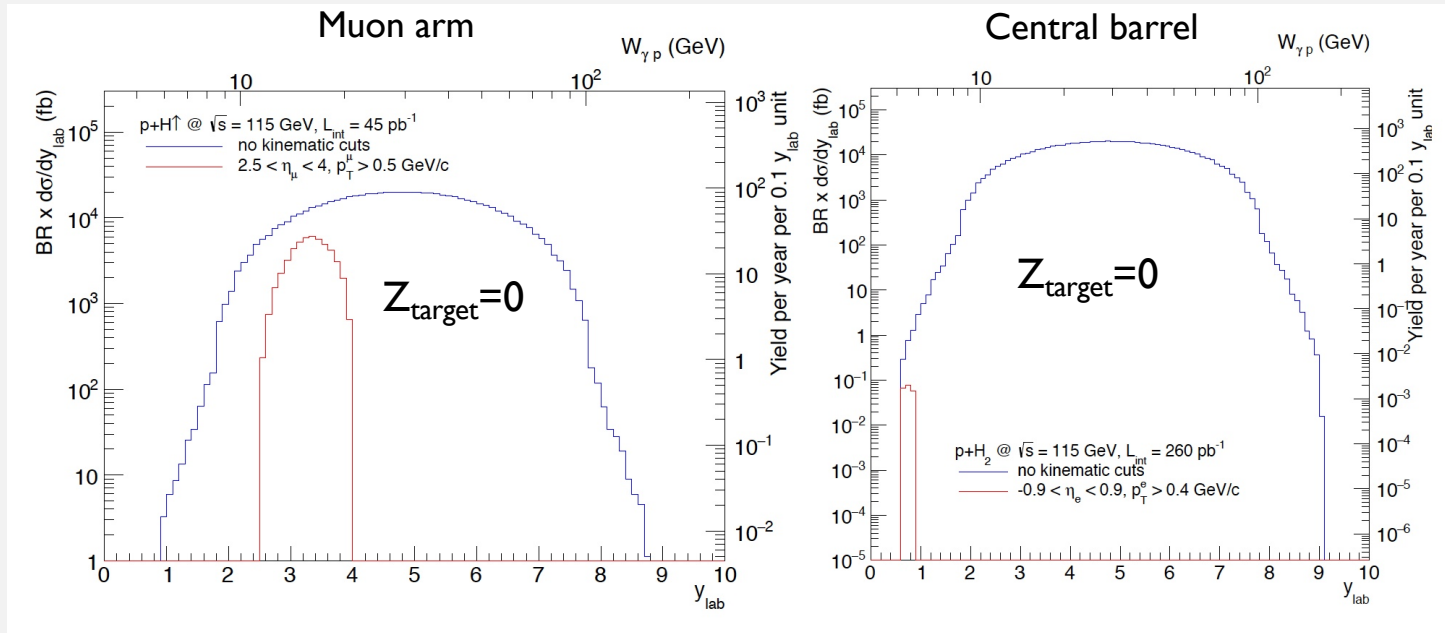 Muon arm
W_γp (GeV)
10 10²
BR x dσ/dy_lab (fb)
10⁵
10⁴
10³
10²
10
1
p+H↑ @ √s = 115 GeV, L_int = 45 pb⁻¹
no kinematic cuts
2.5 < η_μ < 4, p_T^μ > 0.5 GeV/c
Z_target=0
10³
10²
10
1
10⁻¹
10⁻²
Yield per year per 0.1 y_lab unit
0 1 2 3 4 5 6 7 8 9 10
y_lab
Central barrel
W_γp (GeV)
10 10²
BR x dσ/dy_lab (fb)
10⁵
10⁴
10³
10²
10
1
10⁻¹
10⁻²
10⁻³
10⁻⁴
10⁻⁵
Z_target=0
p+H₂ @ √s = 115 GeV, L_int = 260 pb⁻¹
no kinematic cuts
-0.9 < η_e < 0.9, p_T^e > 0.4 GeV/c
10³
10²
10
1
10⁻¹
10⁻²
10⁻³
10⁻⁴
10⁻⁵
10⁻⁶
Yield per year per 0.1 y_lab unit
0 1 2 3 4 5 6 7 8 9 10
y_lab